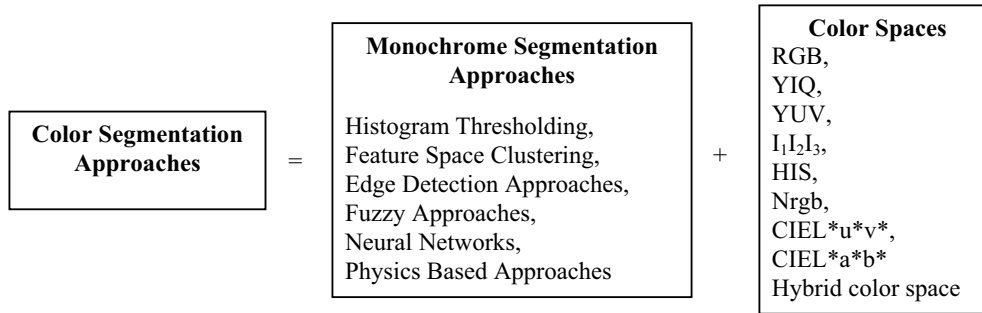 Color Segmentation
Approaches
=
Monochrome Segmentation
Approaches
Histogram Thresholding,
Feature Space Clustering,
Edge Detection Approaches,
Fuzzy Approaches,
Neural Networks,
Physics Based Approaches
+
Color Spaces
RGB,
YIQ,
YUV,
I₁I₂I₃,
HIS,
Nrgb,
CIEL*u*v*,
CIEL*a*b*
Hybrid color space